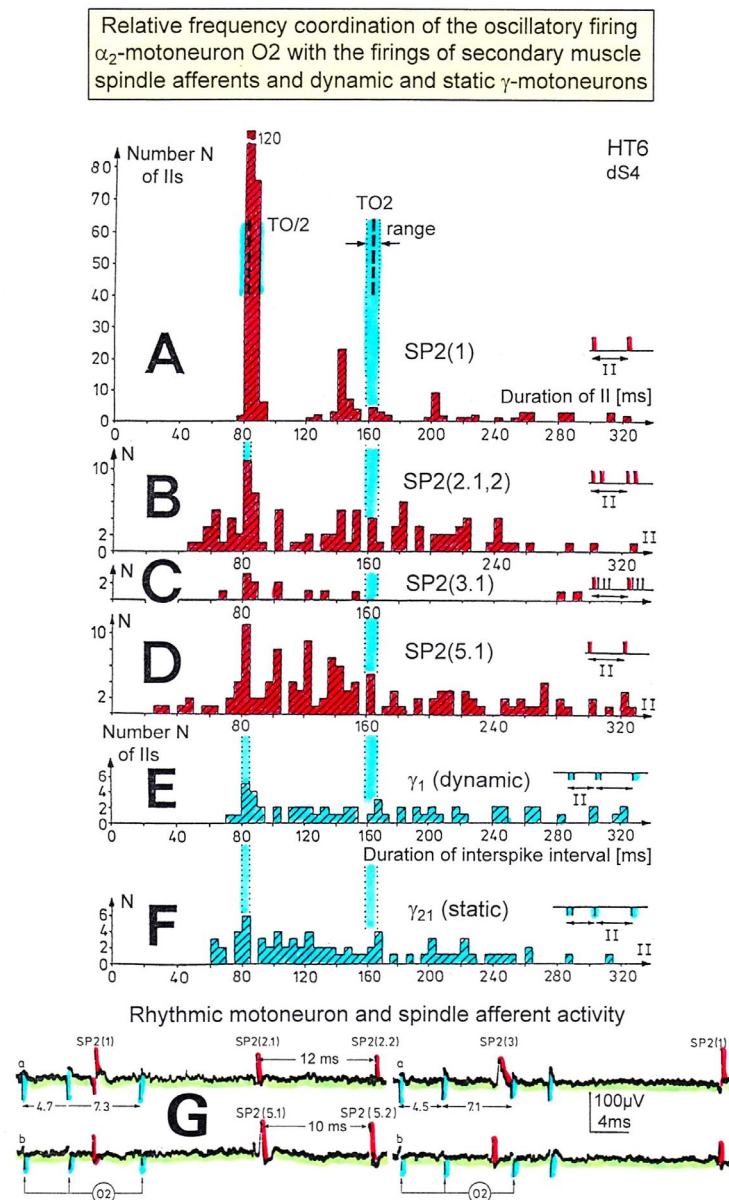 Relative frequency coordination of the oscillatory firing
α₂-motoneuron O2 with the firings of secondary muscle
spindle afferents and dynamic and static γ-motoneurons
120
Number N
of IIs
HT6
dS4
80
70
60
50
40
30
20
10
0
TO/2
TO2
range
A
SP2(1)
II
Duration of II [ms]
0 40 80 120 160 200 240 280 320
N
10
2
0
B
SP2(2.1,2)
II
II
80 160 260 320
N
2
C
SP2(3.1)
II
80 160
N
10
2
D
SP2(5.1)
II
II
80 120 160 200 240 280 320
Number N
of IIs
6
4
2
0
E
γ₁ (dynamic)
II
0 40 80 120 160 200 240 280 320
Duration of interspike interval [ms]
N
6
4
2
0
F
γ₂₁ (static)
II
II
0 40 80 120 160 200 240 280 320
Rhythmic motoneuron and spindle afferent activity
SP2(1) SP2(2.1) SP2(2.2) SP2(3) SP2(1)
a 12 ms a
4.7 7.3 4.5 7.1
G
100μV
4ms
SP2(5.1) SP2(5.2)
b 10 ms b
O2 O2